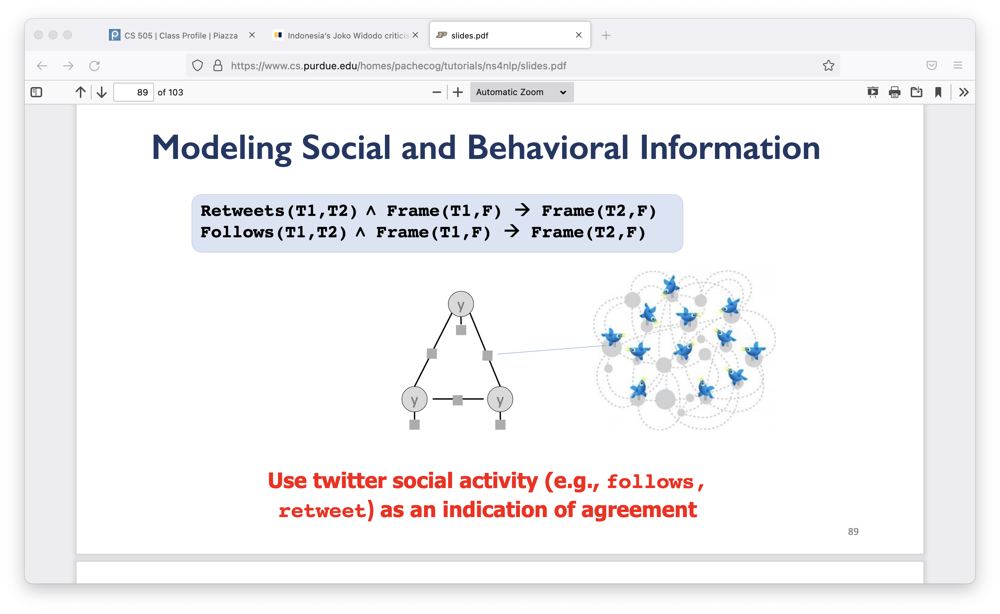 CS 505 | Class Profile | Piazza
Indonesia's Joko Widodo criticis
slides.pdf
https://www.cs.purdue.edu/homes/pachecog/tutorials/ns4nlp/slides.pdf
89 of 103
Automatic Zoom
Modeling Social and Behavioral Information
Retweets(T1,T2) ∧ Frame(T1,F) → Frame(T2,F)
Follows(T1,T2) ∧ Frame(T1,F) → Frame(T2,F)
y
y y
Use twitter social activity (e.g., follows,
retweet) as an indication of agreement
89